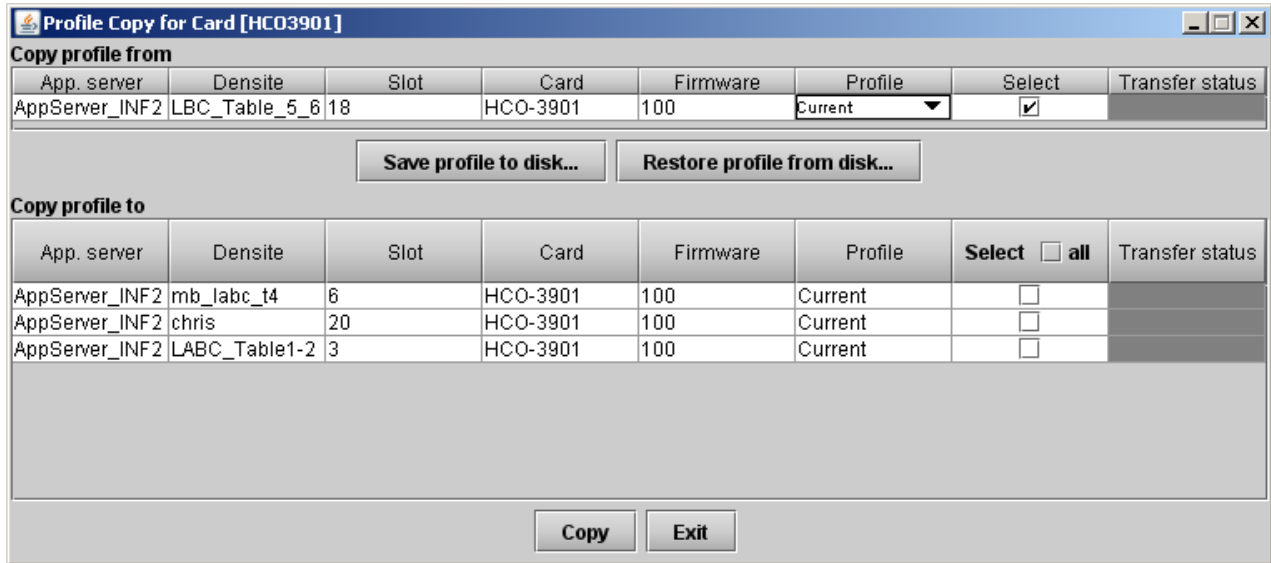 Profile Copy for Card [HCO3901]
Copy profile from
App. server Densite Slot Card Firmware Profile Select Transfer status
AppServer_INF2 LBC_Table_5_6 18 HCO-3901 100 Current
Save profile to disk... Restore profile from disk...
Copy profile to
App. server Densite Slot Card Firmware Profile Select all Transfer status
AppServer_INF2 mb_labc_t4 6 HCO-3901 100 Current
AppServer_INF2 chris 20 HCO-3901 100 Current
AppServer_INF2 LABC_Table1-2 3 HCO-3901 100 Current
Copy Exit